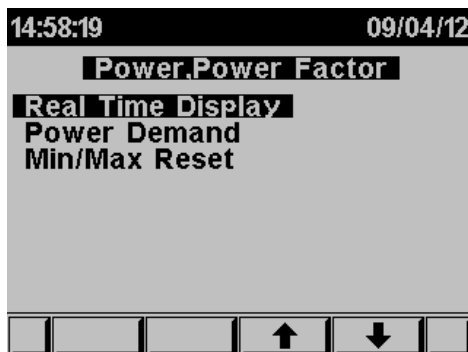 14:58:19 09/04/12
Power,Power Factor
Real Time Display
Power Demand
Min/Max Reset